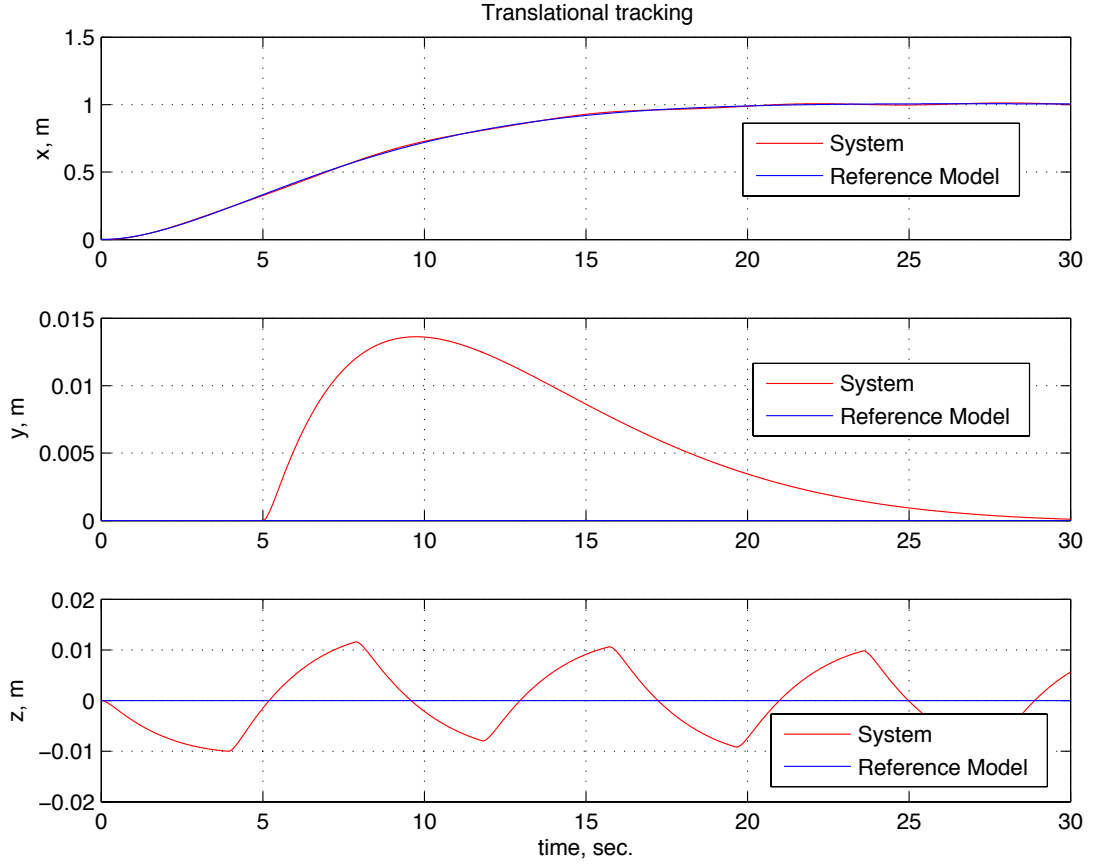 Translational tracking
1.5
1
0.5
0
x, m
System
Reference Model
0 5 10 15 20 25 30
0.015
0.01
0.005
0
y, m
System
Reference Model
0 5 10 15 20 25 30
0.02
0.01
0
−0.01
−0.02
z, m
System
Reference Model
0 5 10 15 20 25 30
time, sec.